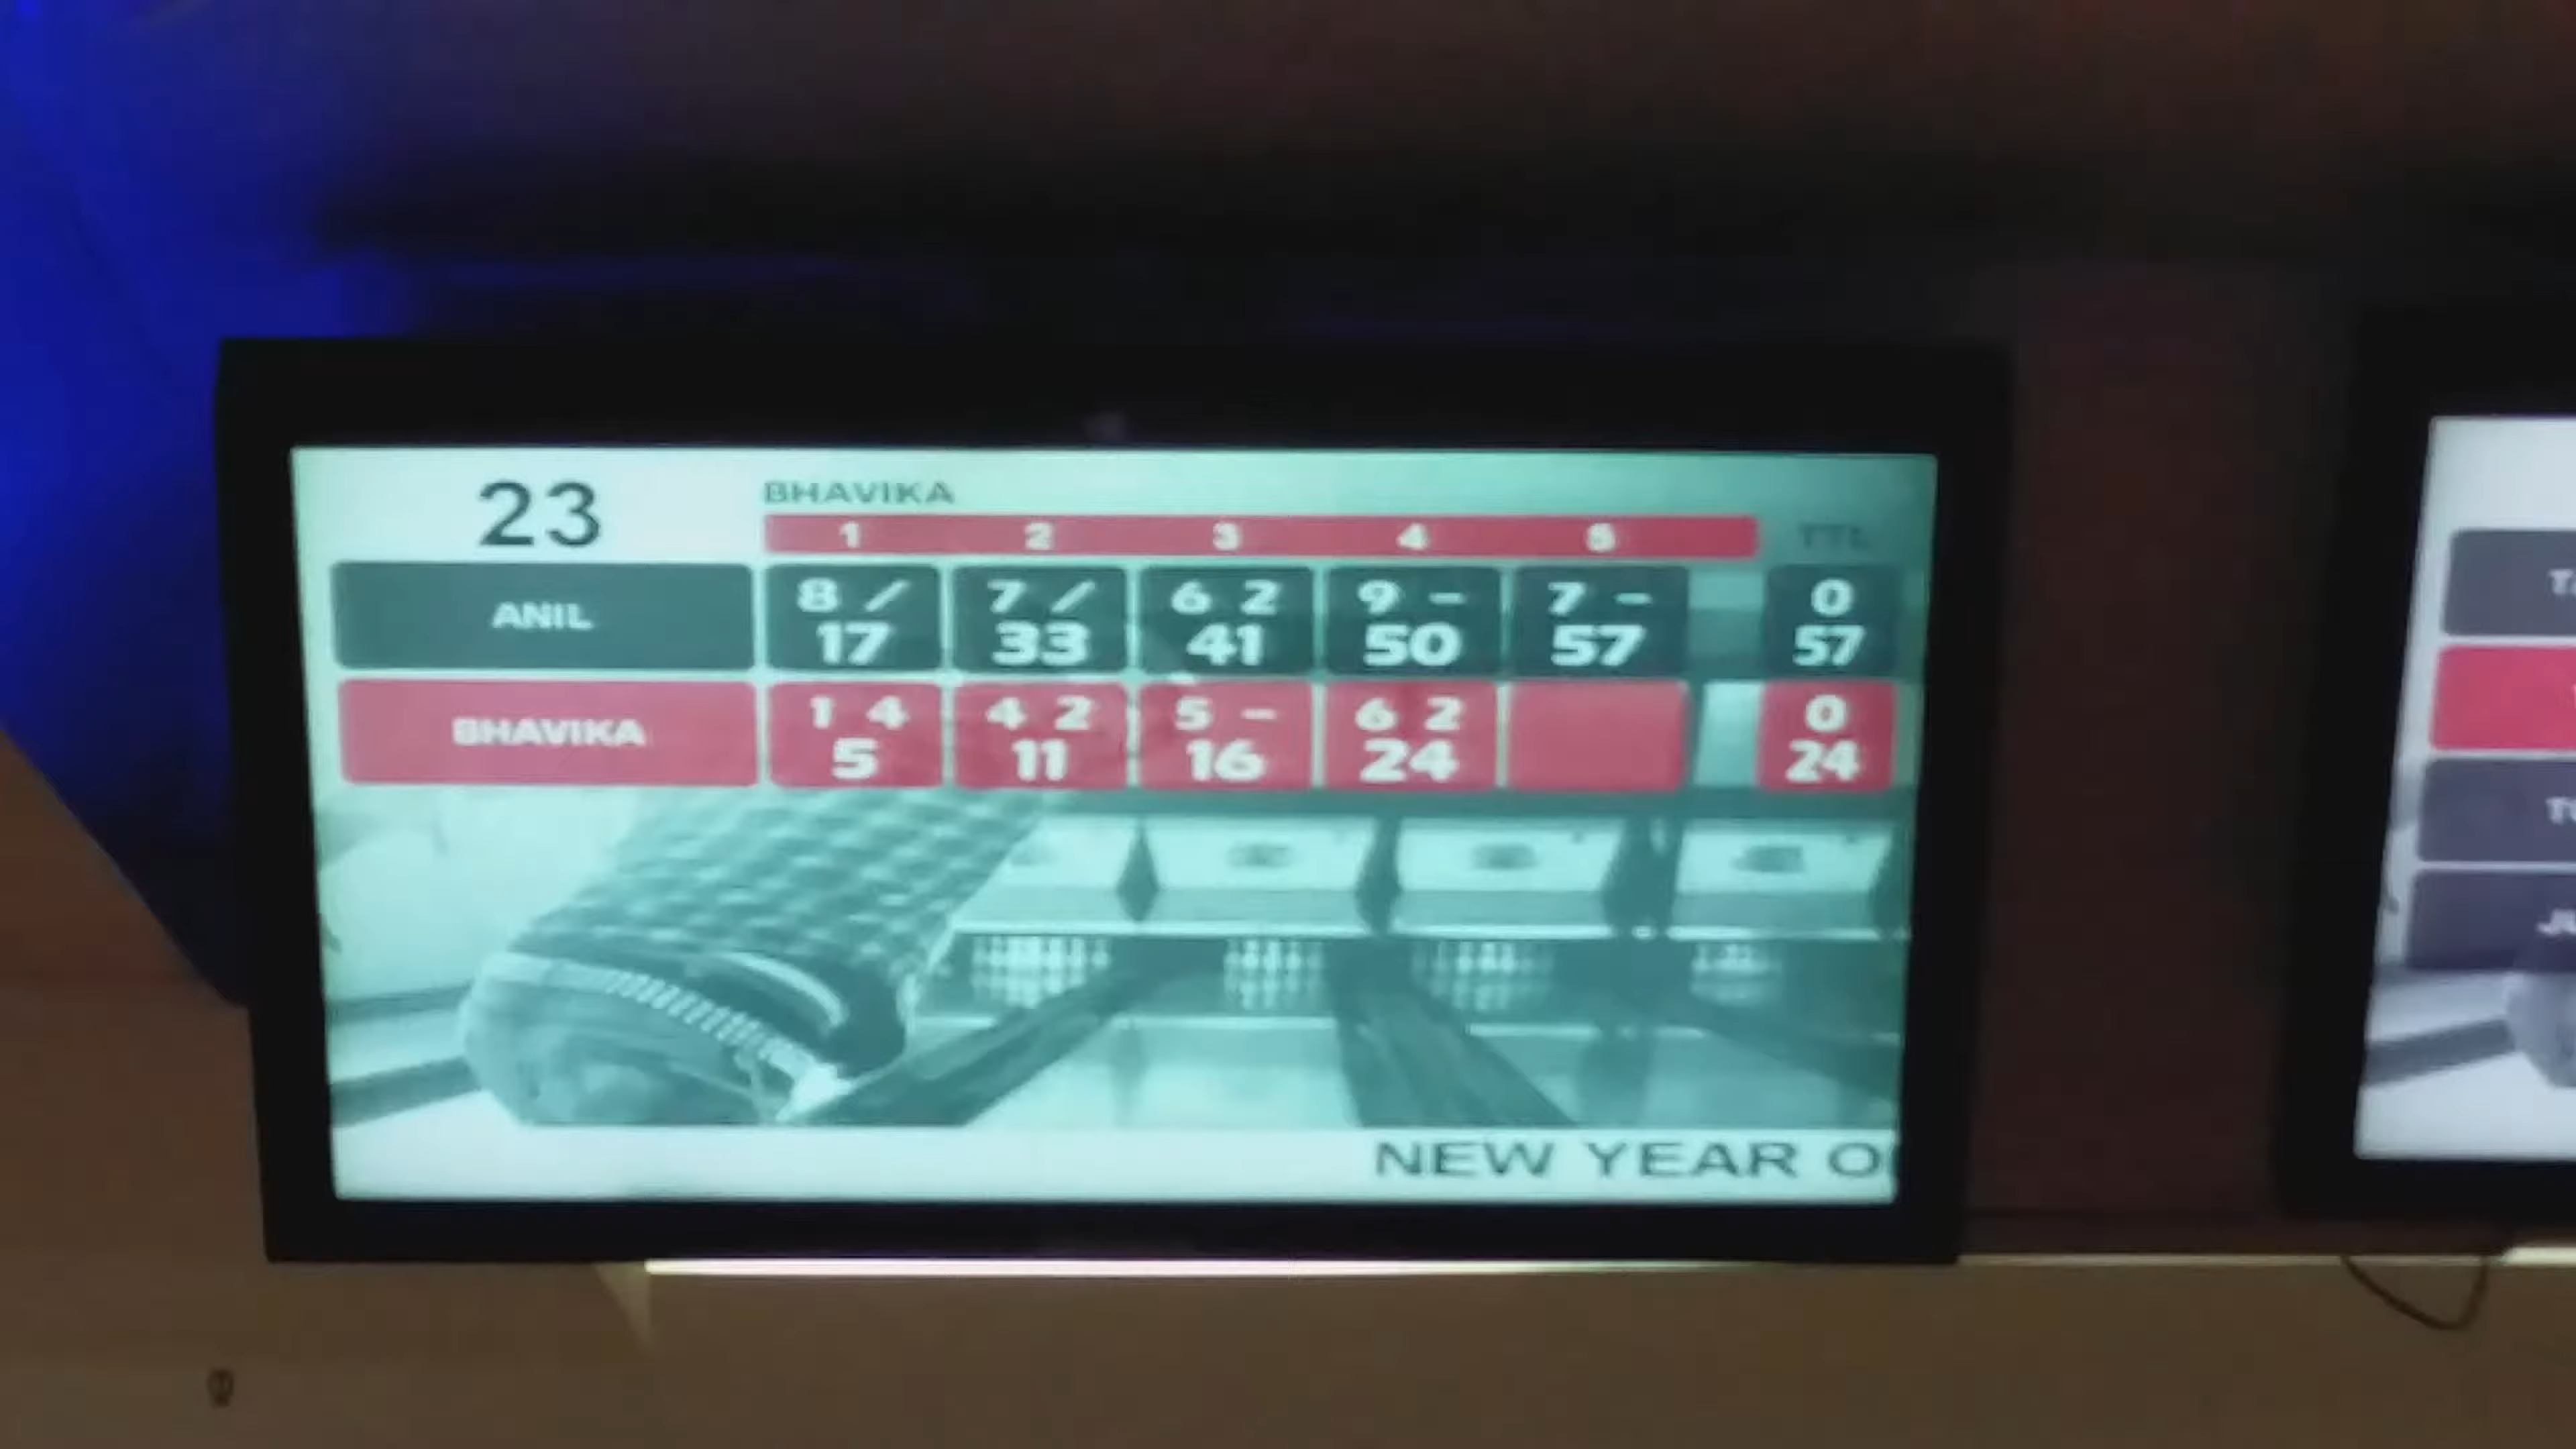 23
BHAVIKA
1 2 3 4 5 TTL
ANIL
8 / 7 / 6 2 9 - 7 - 0
17 33 41 50 57 57
BHAVIKA
1 4 4 2 5 - 6 2 0
5 11 16 24 24
NEW YEAR